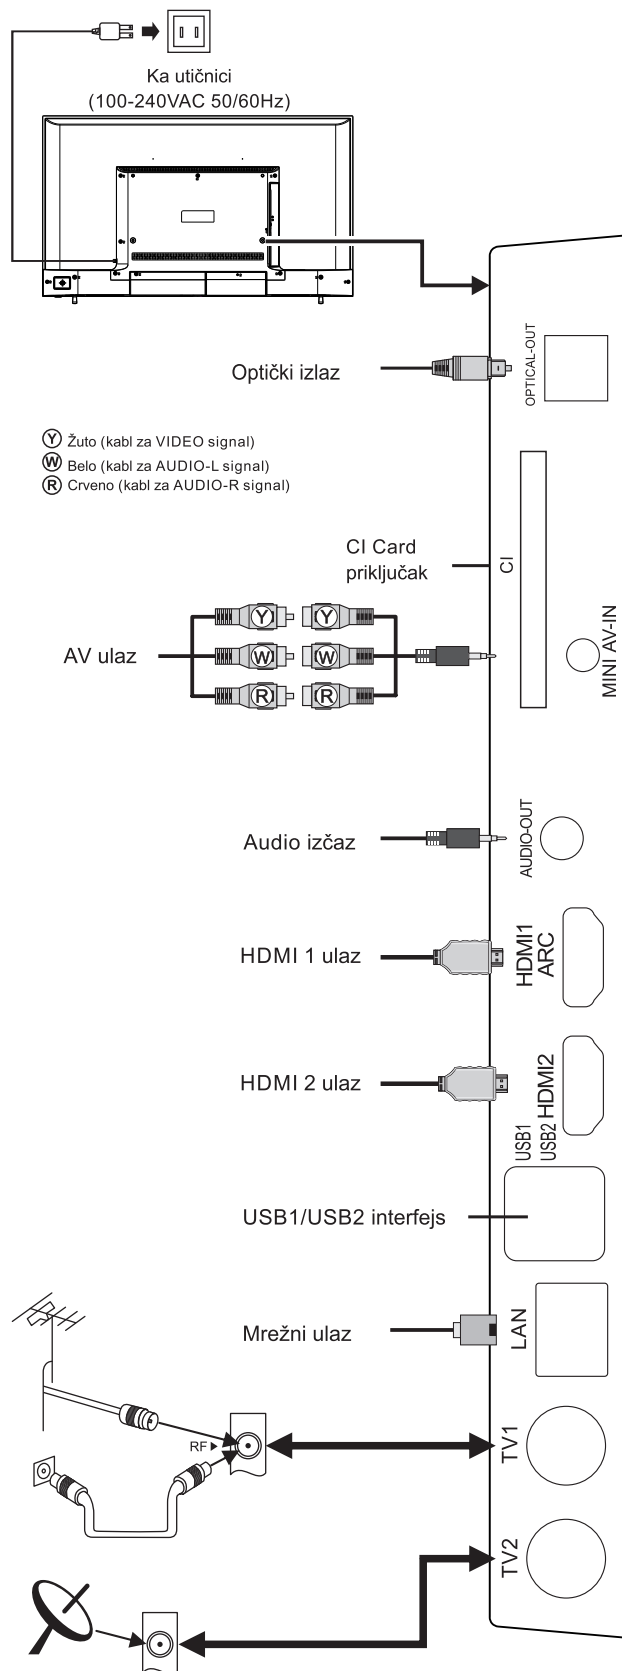 Ka utičnici
(100-240VAC 50/60Hz)
Optički izlaz
OPTICAL-OUT
Y Žuto (kabl za VIDEO signal)
W Belo (kabl za AUDIO-L signal)
R Crveno (kabl za AUDIO-R signal)
CI Card
priključak
CI
AV ulaz
Y
Y
W
W
R
R
MINI AV-IN
Audio izčaz
AUDIO-OUT
HDMI 1 ulaz
HDMI1
ARC
HDMI 2 ulaz
HDMI2
USB1
USB2
USB1/USB2 interfejs
Mrežni ulaz
LAN
RF
TV1
TV2